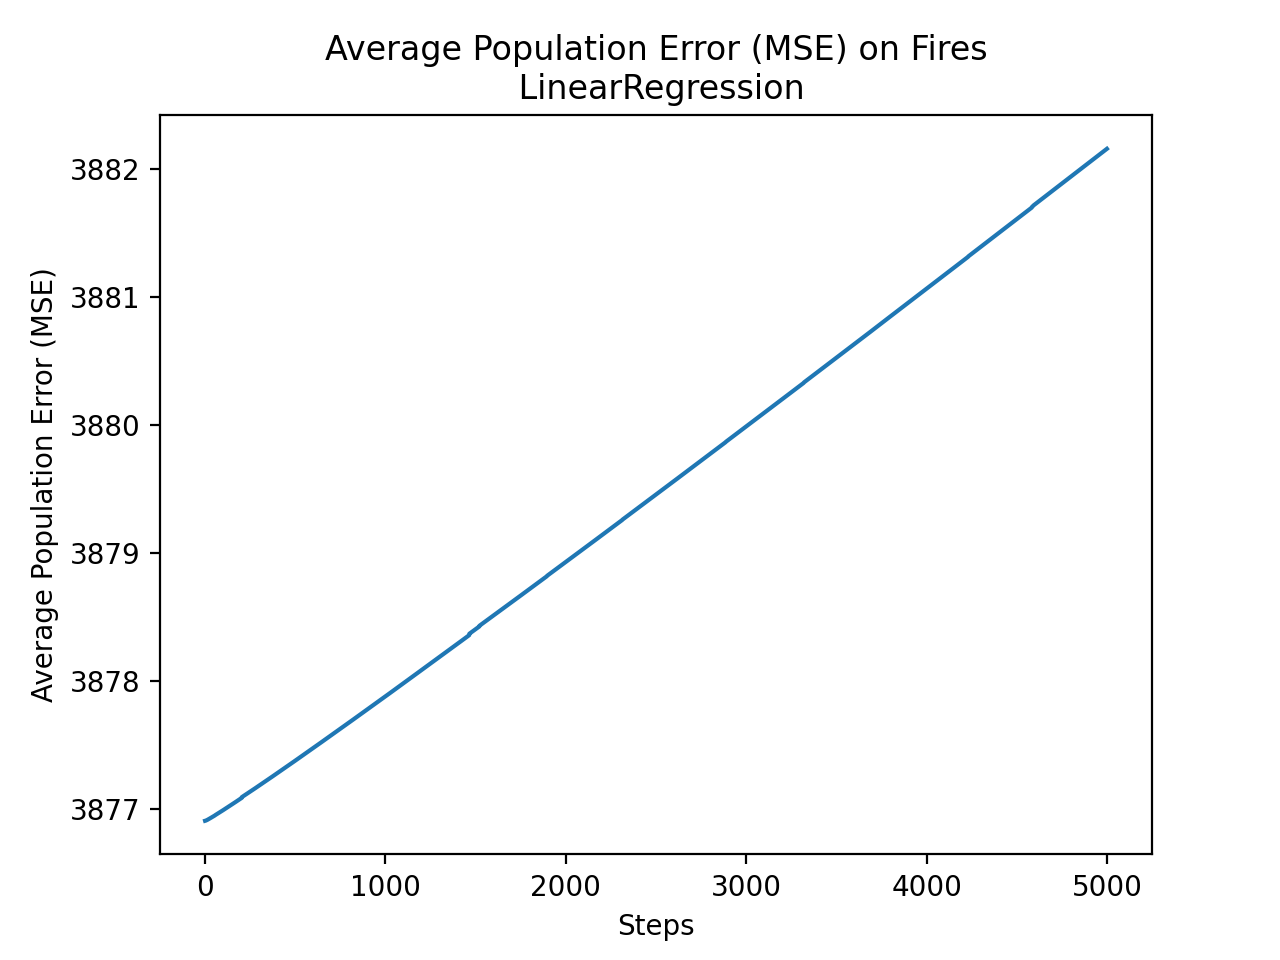 Average Population Error (MSE) on Fires
LinearRegression
Average Population Error (MSE)
3882
3881
3880
3879
3878
3877
0 1000 2000 3000 4000 5000
Steps